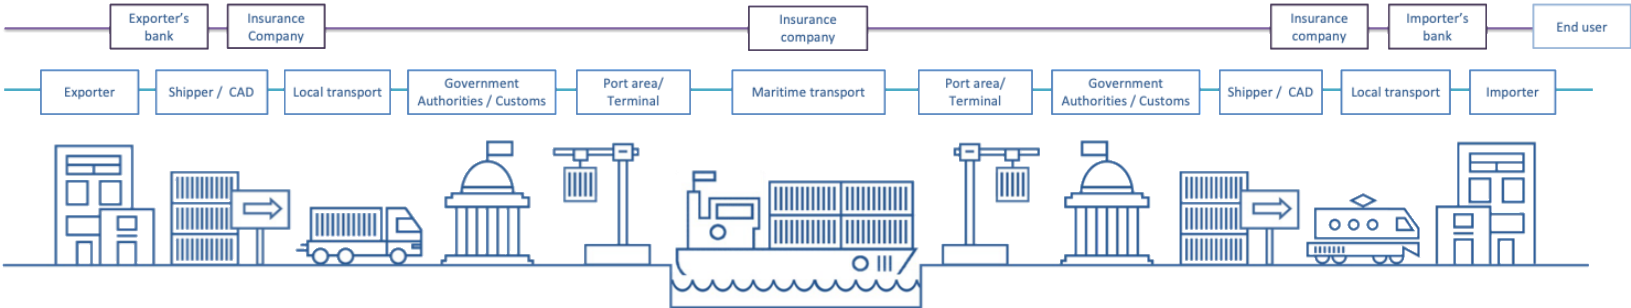 Exporter's
bank
Insurance
Company
Insurance
company
Insurance
company
Importer's
bank
End user
Exporter
Shipper / CAD
Local transport
Government
Authorities / Customs
Port area/
Terminal
Maritime transport
Port area/
Terminal
Government
Authorities / Customs
Shipper / CAD
Local transport
Importer